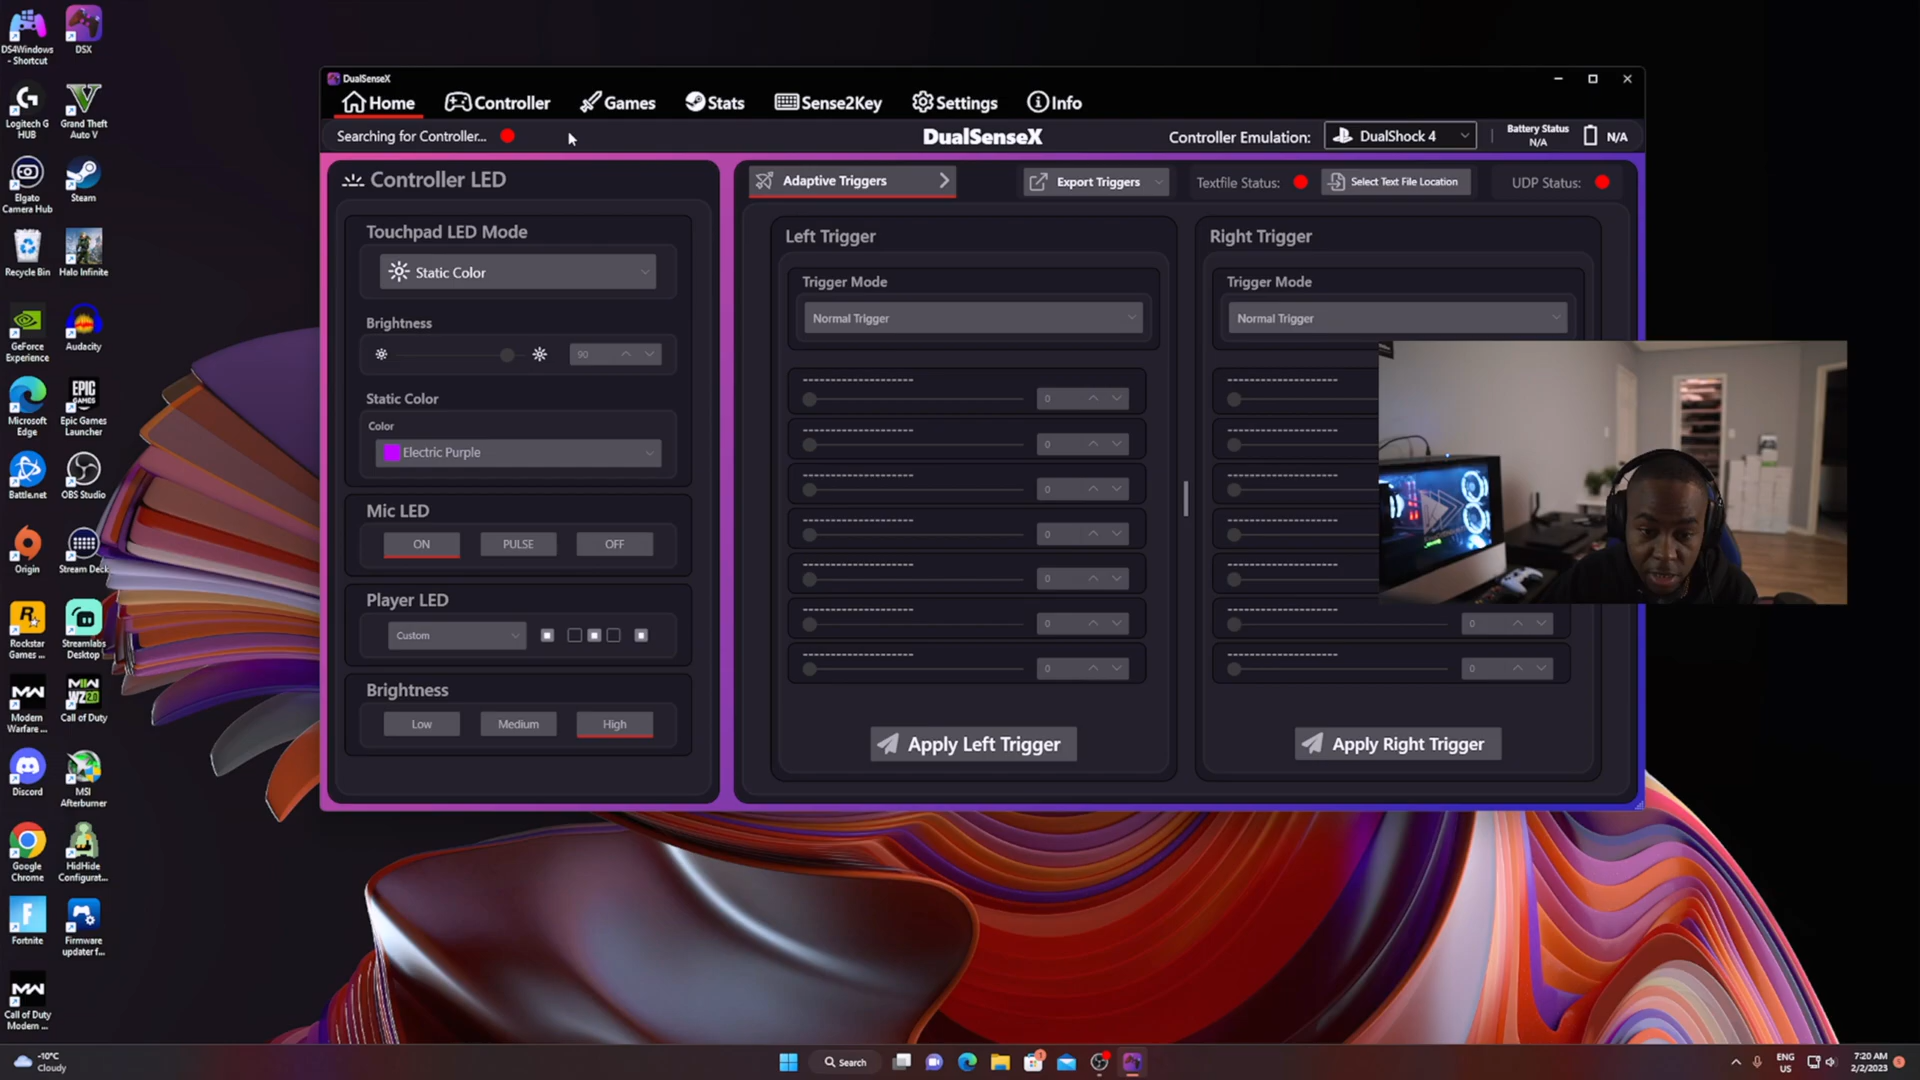 DS4Windows
- Shortcut
DSX
Logitech G
HUB
Grand Theft
Auto V
Elgato
Camera Hub
Steam
Recycle Bin
Halo Infinite
GeForce
Experience
Audacity
Microsoft
Edge
EPIC
GAMES
Epic Games
Launcher
Battle.net
OBS Studio
Origin
Stream Deck
Rockstar
Games ...
Streamlabs
Desktop
MW
Modern
Warfare ...
MW
WZ2.0
Call of Duty
Discord
MSI
Afterburner
Google
Chrome
HidHide
Configurat...
Fortnite
Firmware
updater f...
MW
Call of Duty
Modern ...
DualSenseX
Home
Controller
Games
Stats
Sense2Key
Settings
Info
Searching for Controller...
DualSenseX
Controller Emulation:
DualShock 4
Battery Status
N/A
N/A
Controller LED
Touchpad LED Mode
Static Color
Brightness
90
Static Color
Color
Electric Purple
Mic LED
ON
PULSE
OFF
Player LED
Custom
Brightness
Low
Medium
High
Adaptive Triggers
Export Triggers
Textfile Status:
Select Text File Location
UDP Status:
Left Trigger
Trigger Mode
Normal Trigger
--------------------
0
--------------------
0
--------------------
0
--------------------
0
--------------------
0
--------------------
0
--------------------
0
Apply Left Trigger
Right Trigger
Trigger Mode
Normal Trigger
--------------------
--------------------
--------------------
--------------------
--------------------
--------------------
0
--------------------
0
Apply Right Trigger
-10°C
Cloudy
Search
ENG
US
7:20 AM
2/2/2023